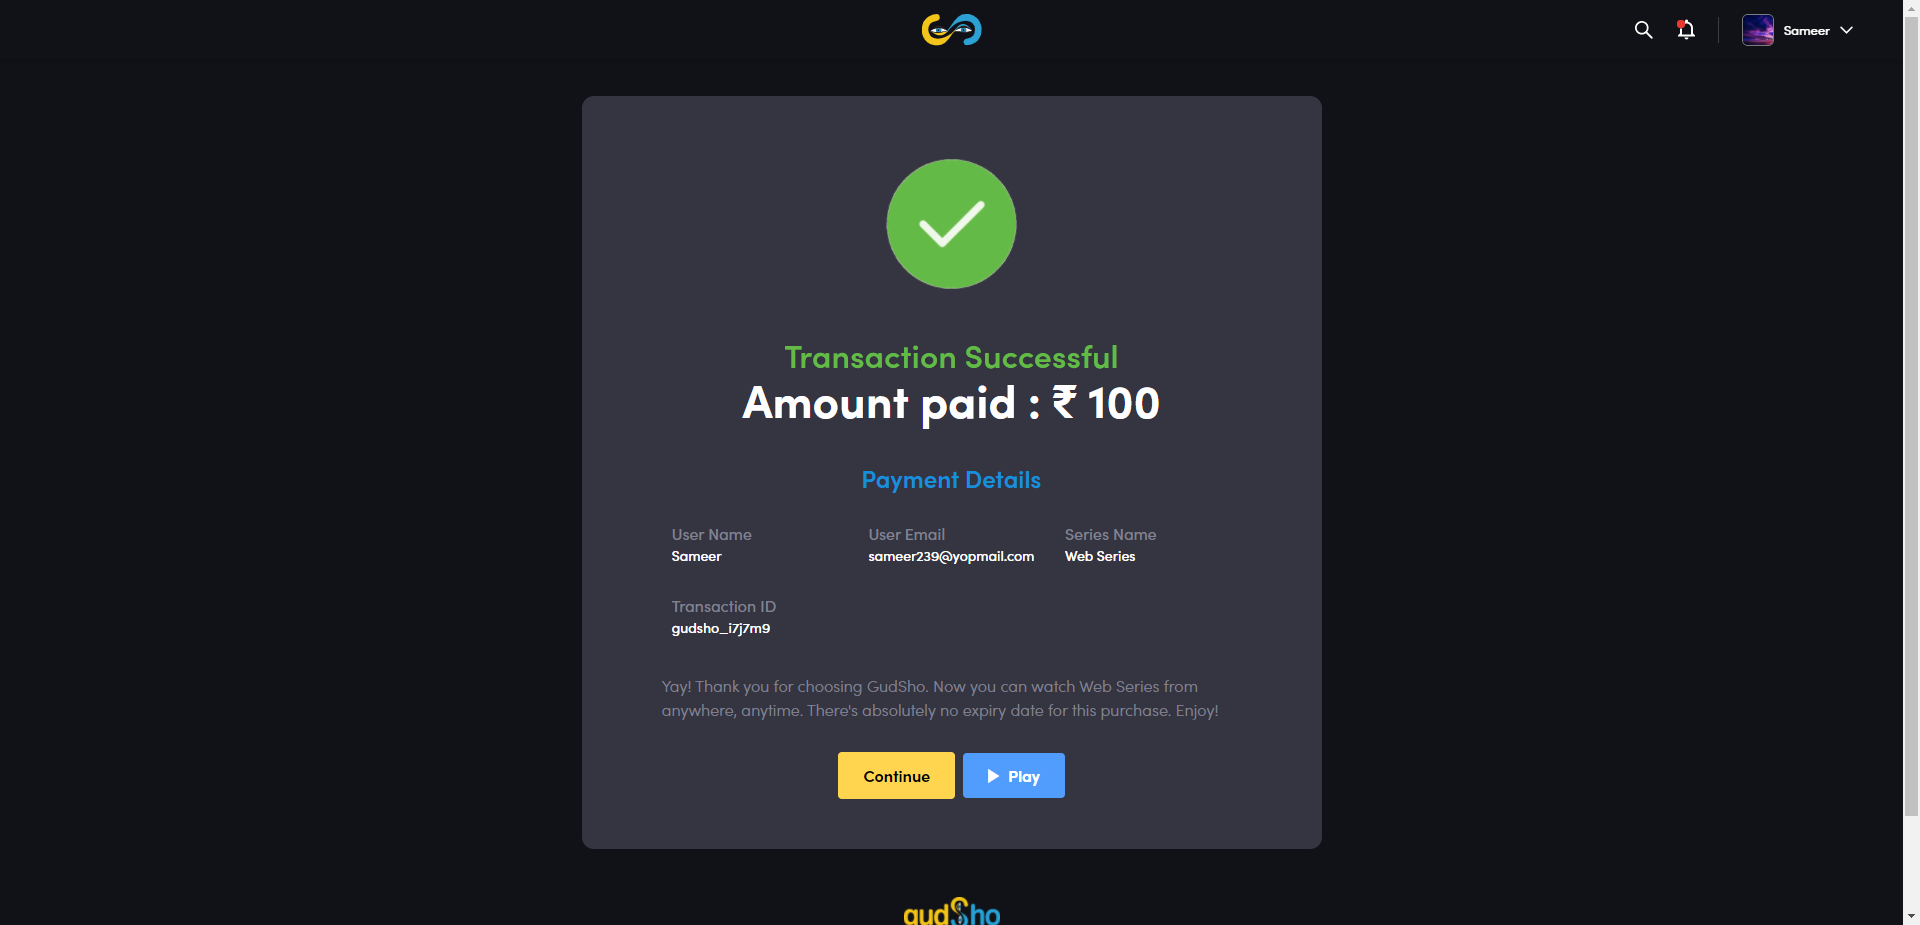 Sameer
Transaction Successful
Amount paid : ₹ 100
Payment Details
User Name
Sameer
User Email
sameer239@yopmail.com
Series Name
Web Series
Transaction ID
gudsho_i7j7m9
Yay! Thank you for choosing GudSho. Now you can watch Web Series from
anywhere, anytime. There's absolutely no expiry date for this purchase. Enjoy!
Continue
Play
gudSho